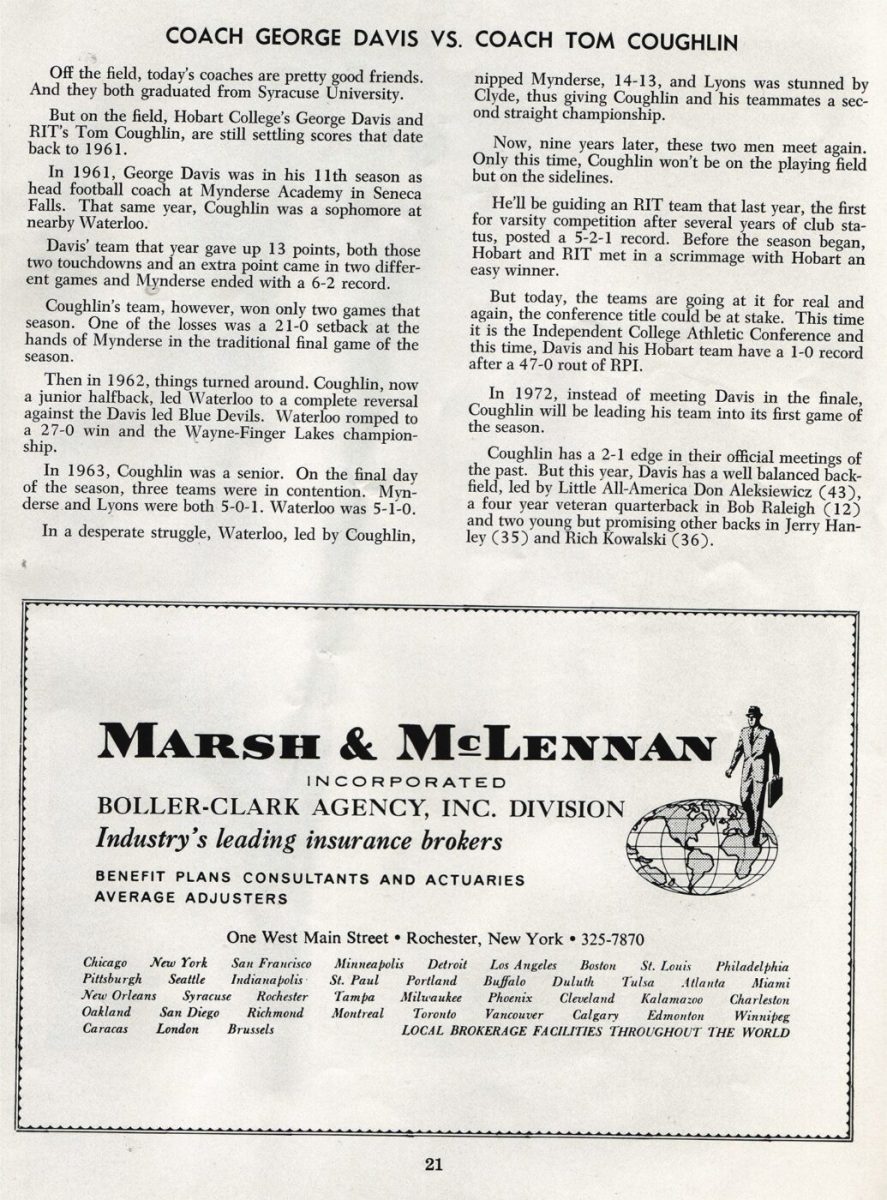 COACH GEORGE DAVIS VS. COACH TOM COUGHLIN
Off the field, today's coaches are pretty good friends.
And they both graduated from Syracuse University.
But on the field, Hobart College's George Davis and
RIT's Tom Coughlin, are still settling scores that date
back to 1961.
In 1961, George Davis was in his 11th season as
head football coach at Mynderse Academy in Seneca
Falls. That same year, Coughlin was a sophomore at
nearby Waterloo.
Davis' team that year gave up 13 points, both those
two touchdowns and an extra point came in two differ-
ent games and Mynderse ended with a 6-2 record.
Coughlin's team, however, won only two games that
season. One of the losses was a 21-0 setback at the
hands of Mynderse in the traditional final game of the
season.
Then in 1962, things turned around. Coughlin, now
a junior halfback, led Waterloo to a complete reversal
against the Davis led Blue Devils. Waterloo romped to
a 27-0 win and the Wayne-Finger Lakes champion-
ship.
In 1963, Coughlin was a senior. On the final day
of the season, three teams were in contention. Myn-
derse and Lyons were both 5-0-1. Waterloo was 5-1-0.
In a desperate struggle, Waterloo, led by Coughlin,
nipped Mynderse, 14-13, and Lyons was stunned by
Clyde, thus giving Coughlin and his teammates a sec-
ond straight championship.
Now, nine years later, these two men meet again.
Only this time, Coughlin won't be on the playing field
but on the sidelines.
He'll be guiding an RIT team that last year, the first
for varsity competition after several years of club sta-
tus, posted a 5-2-1 record. Before the season began,
Hobart and RIT met in a scrimmage with Hobart an
easy winner.
But today, the teams are going at it for real and
again, the conference title could be at stake. This time
it is the Independent College Athletic Conference and
this time, Davis and his Hobart team have a 1-0 record
after a 47-0 rout of RPI.
In 1972, instead of meeting Davis in the finale,
Coughlin will be leading his team into its first game of
the season.
Coughlin has a 2-1 edge in their official meetings of
the past. But this year, Davis has a well balanced back-
field, led by Little All-America Don Aleksiewicz (43),
a four year veteran quarterback in Bob Raleigh (12)
and two young but promising other backs in Jerry Han-
ley (35) and Rich Kowalski (36).
MARSH & McLENNAN
INCORPORATED
BOLLER-CLARK AGENCY, INC. DIVISION
Industry's leading insurance brokers
BENEFIT PLANS CONSULTANTS AND ACTUARIES
AVERAGE ADJUSTERS
One West Main Street • Rochester, New York • 325-7870
Chicago New York San Francisco Minneapolis Detroit Los Angeles Boston St. Louis Philadelphia
Pittsburgh Seattle Indianapolis St. Paul Portland Buffalo Duluth Tulsa Atlanta Miami
New Orleans Syracuse Rochester Tampa Milwaukee Phoenix Cleveland Kalamazoo Charleston
Oakland San Diego Richmond Montreal Toronto Vancouver Calgary Edmonton Winnipeg
Caracas London Brussels LOCAL BROKERAGE FACILITIES THROUGHOUT THE WORLD
21